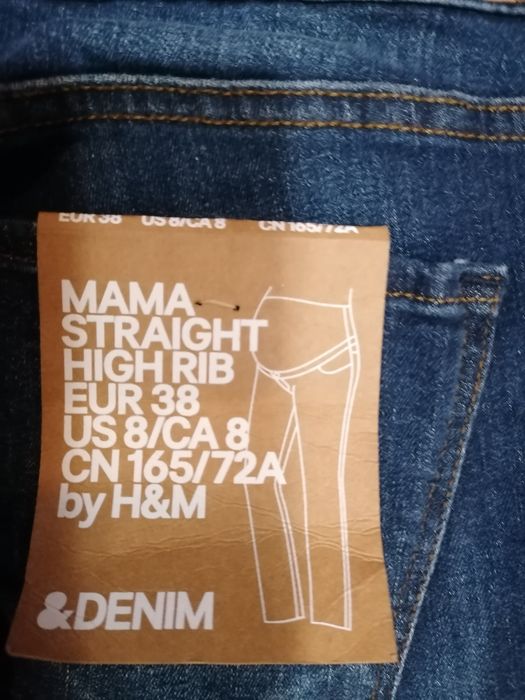 EUR 38 US 8/CA 8 CN 165/72A
MAMA
STRAIGHT
HIGH RIB
EUR 38
US 8/CA 8
CN 165/72A
by H&M
&DENIM